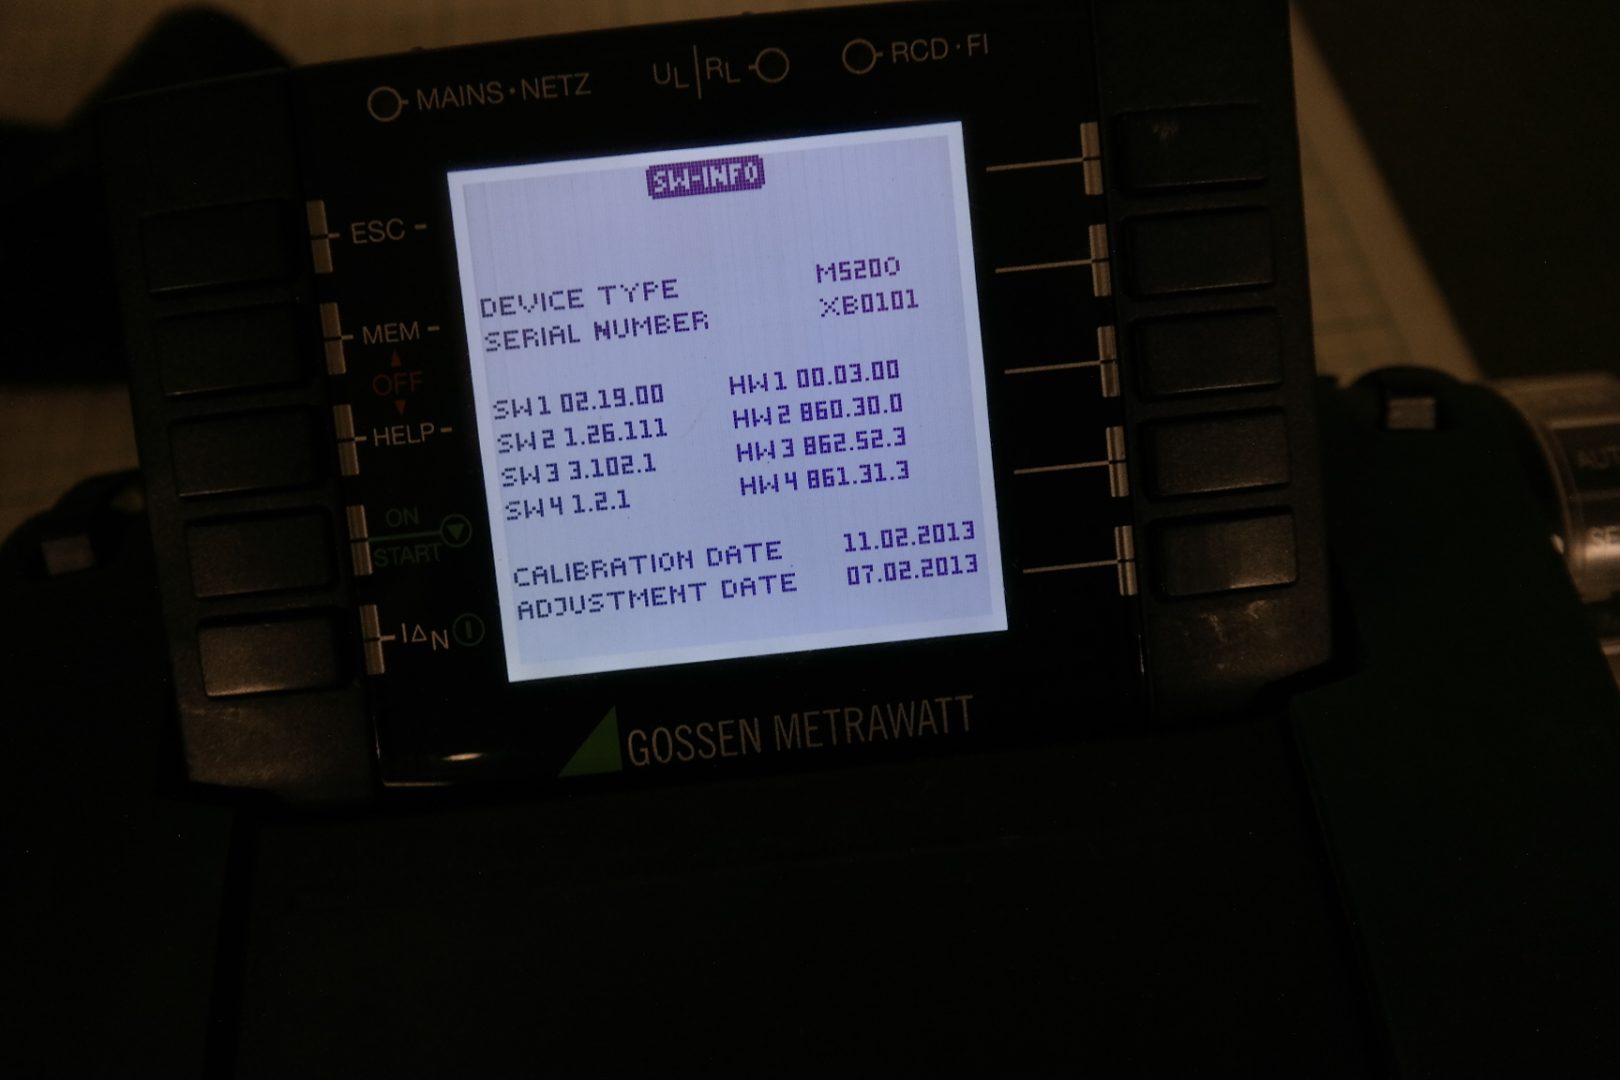 MAINS·NETZ
UL|RL
RCD·FI
SW-INFO
ESC
MEM
OFF
HELP
ON
START
IΔN
DEVICE TYPE M520O
SERIAL NUMBER XB0101
SW1 02.19.00 HW1 00.03.00
SW2 1.26.111 HW2 860.30.0
SW3 3.102.1 HW3 862.52.3
SW4 1.2.1 HW4 861.31.3
CALIBRATION DATE 11.02.2013
ADJUSTMENT DATE 07.02.2013
GOSSEN METRAWATT